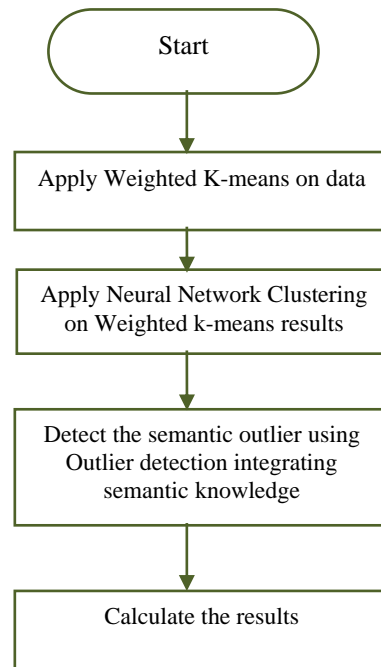 Start
Apply Weighted K-means on data
Apply Neural Network Clustering
on Weighted k-means results
Detect the semantic outlier using
Outlier detection integrating
semantic knowledge
Calculate the results